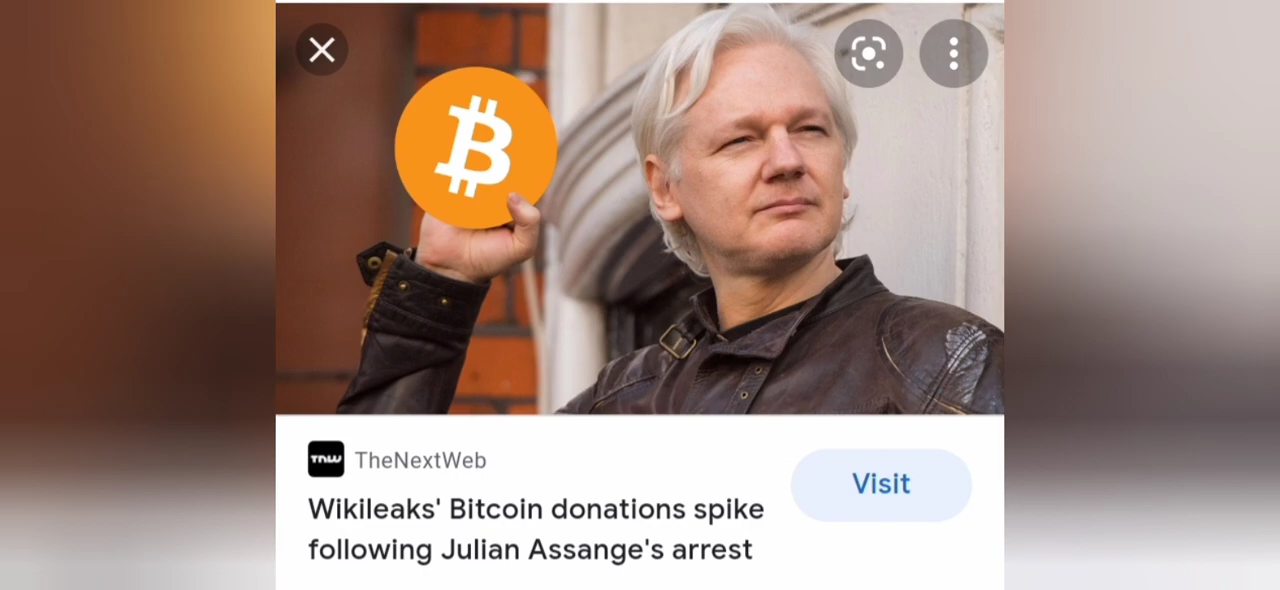 TNW TheNextWeb
Visit
Wikileaks' Bitcoin donations spike
following Julian Assange's arrest